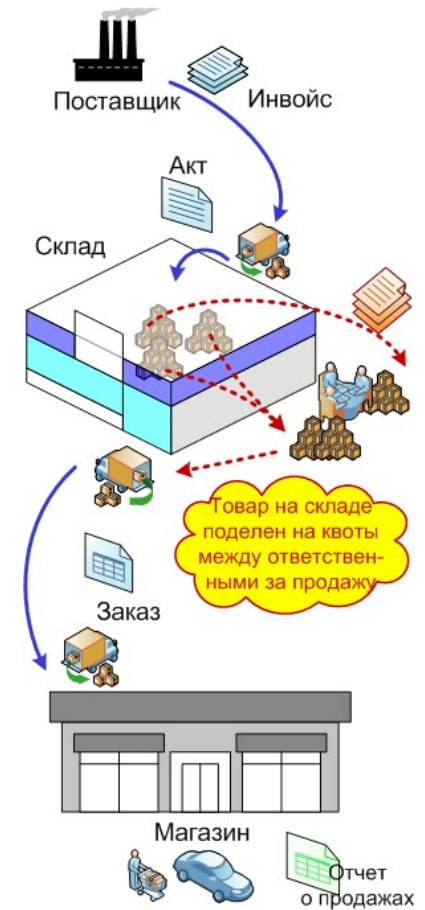 Поставщик
Инвойс
Акт
Склад
Товар на складе
поделен на квоты
между ответствен-
ными за продажу
Заказ
Магазин
Отчет
о продажах